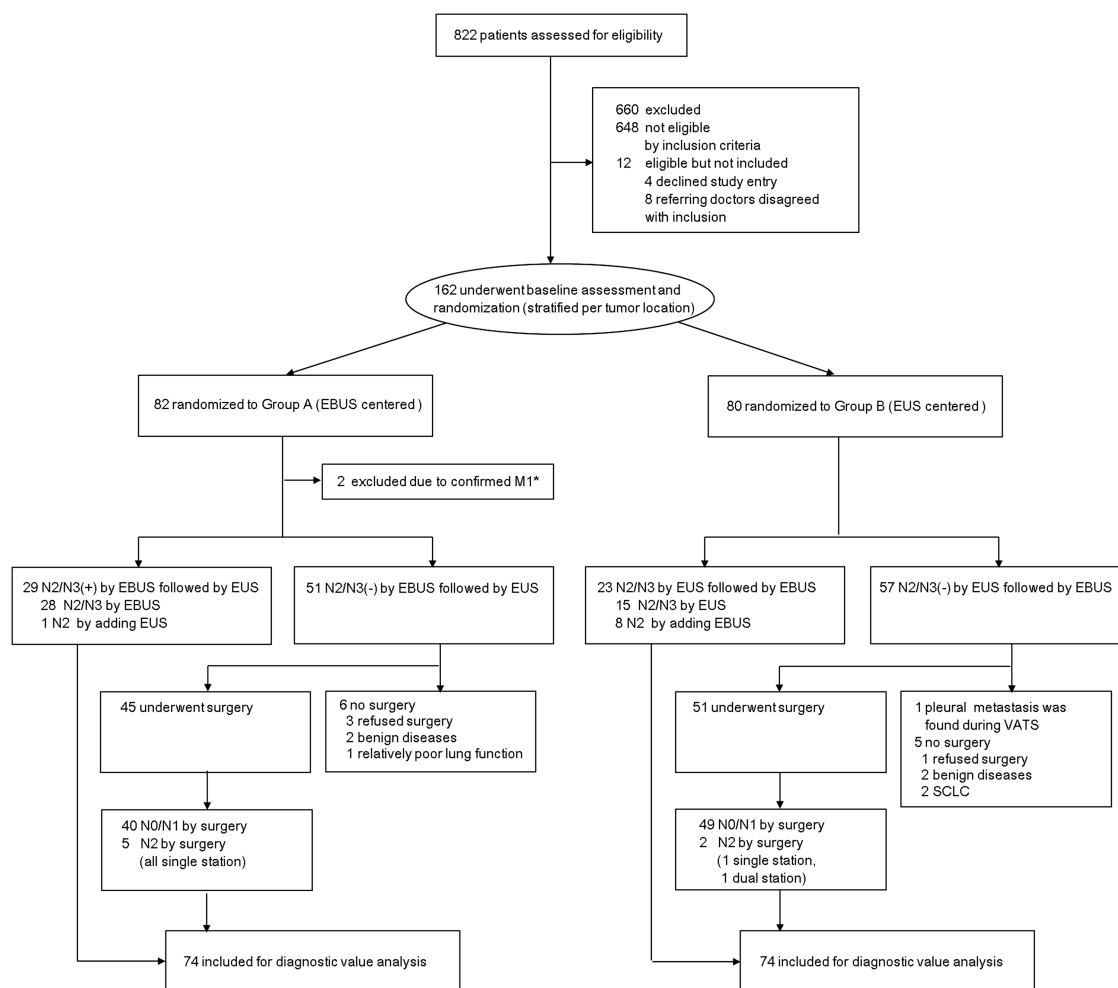 822 patients assessed for eligibility
660 excluded
648 not eligible
by inclusion criteria
12 eligible but not included
4 declined study entry
8 referring doctors disagreed
with inclusion
162 underwent baseline assessment and
randomization (stratified per tumor location)
82 randomized to Group A (EBUS centered )
80 randomized to Group B (EUS centered )
2 excluded due to confirmed M1*
29 N2/N3(+) by EBUS followed by EUS
28 N2/N3 by EBUS
1 N2 by adding EUS
51 N2/N3(-) by EBUS followed by EUS
23 N2/N3 by EUS followed by EBUS
15 N2/N3 by EUS
8 N2 by adding EBUS
57 N2/N3(-) by EUS followed by EBUS
45 underwent surgery
6 no surgery
3 refused surgery
2 benign diseases
1 relatively poor lung function
51 underwent surgery
1 pleural metastasis was
found during VATS
5 no surgery
1 refused surgery
2 benign diseases
2 SCLC
40 N0/N1 by surgery
5 N2 by surgery
(all single station)
49 N0/N1 by surgery
2 N2 by surgery
(1 single station,
1 dual station)
74 included for diagnostic value analysis
74 included for diagnostic value analysis